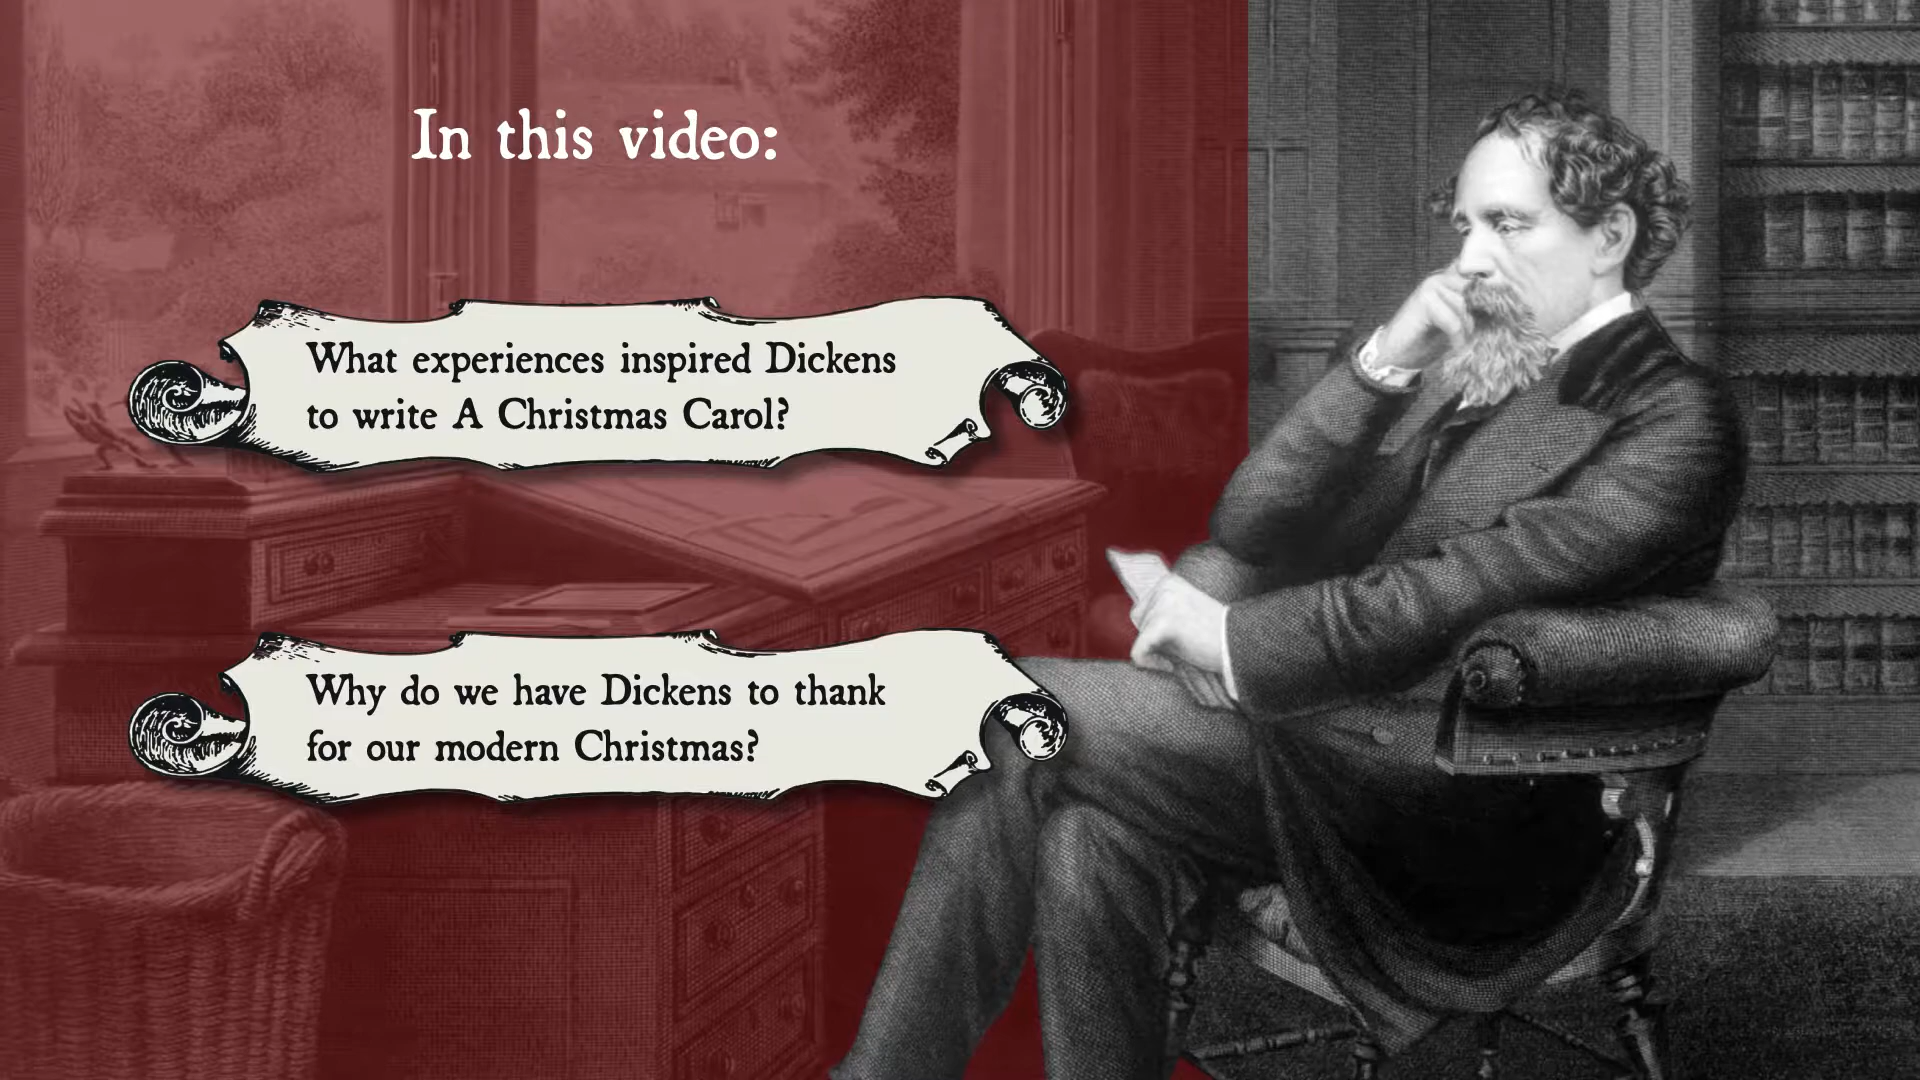 In this video:
What experiences inspired Dickens
to write A Christmas Carol?
Why do we have Dickens to thank
for our modern Christmas?